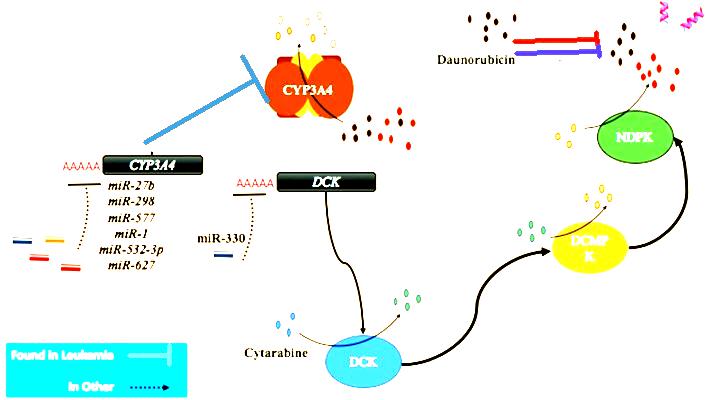 Daunorubicin
CYP3A4
NDPK
AAAAA
CYP3A4
miR-27b
miR-298
miR-577
miR-1
miR-532-3p
miR-627
AAAAA
DCK
miR-330
DCMP
K
Cytarabine
DCK
Found in Leukemia
In Other